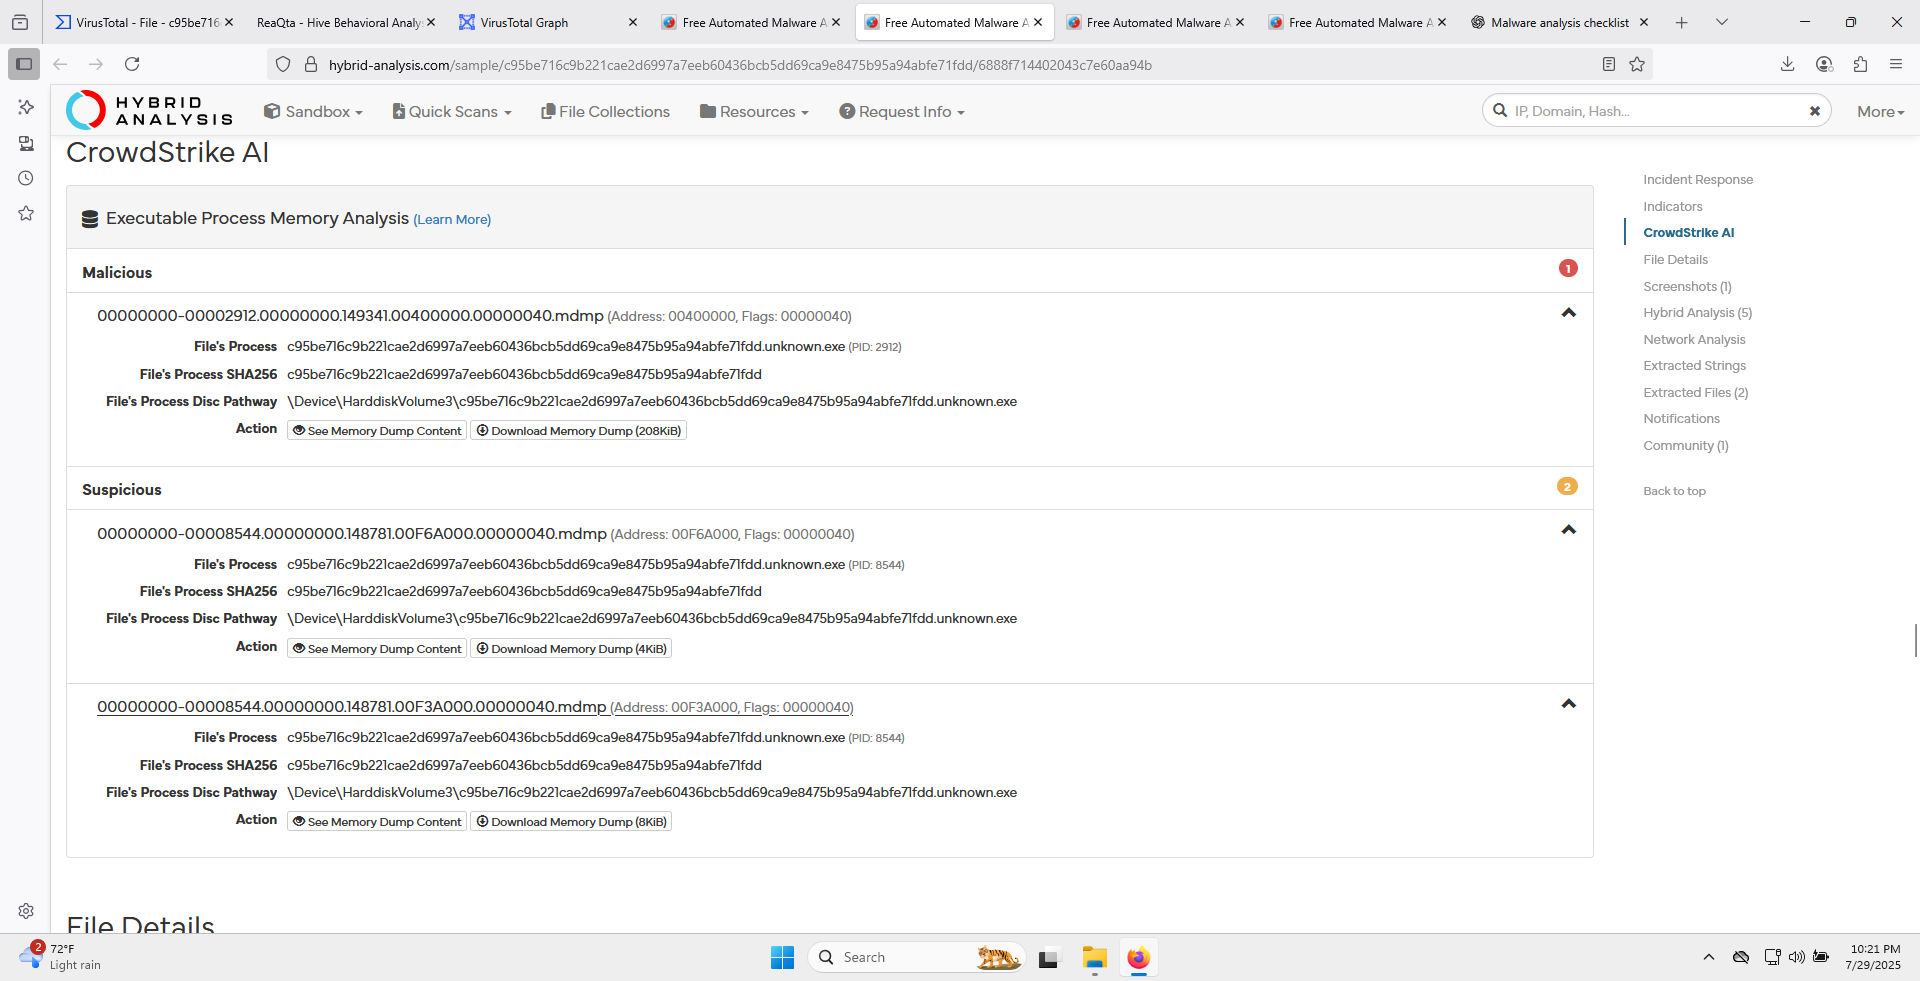 VirusTotal - File - c95be716
ReaQta - Hive Behavioral Analys
VirusTotal Graph
Free Automated Malware A
Free Automated Malware A
Free Automated Malware A
Free Automated Malware A
Malware analysis checklist
hybrid-analysis.com/sample/c95be716c9b221cae2d6997a7eeb60436bcb5dd69ca9e8475b95a94abfe71fdd/6888f714402043c7e60aa94b
HYBRID ANALYSIS
Sandbox
Quick Scans
File Collections
Resources
Request Info
IP, Domain, Hash...
More
CrowdStrike AI
Executable Process Memory Analysis (Learn More)
Malicious 1
00000000-00002912.00000000.149341.00400000.00000040.mdmp (Address: 00400000, Flags: 00000040)
File's Process c95be716c9b221cae2d6997a7eeb60436bcb5dd69ca9e8475b95a94abfe71fdd.unknown.exe (PID: 2912)
File's Process SHA256 c95be716c9b221cae2d6997a7eeb60436bcb5dd69ca9e8475b95a94abfe71fdd
File's Process Disc Pathway \Device\HarddiskVolume3\c95be716c9b221cae2d6997a7eeb60436bcb5dd69ca9e8475b95a94abfe71fdd.unknown.exe
Action See Memory Dump Content Download Memory Dump (208KiB)
Suspicious 2
00000000-00008544.00000000.148781.00F6A000.00000040.mdmp (Address: 00F6A000, Flags: 00000040)
File's Process c95be716c9b221cae2d6997a7eeb60436bcb5dd69ca9e8475b95a94abfe71fdd.unknown.exe (PID: 8544)
File's Process SHA256 c95be716c9b221cae2d6997a7eeb60436bcb5dd69ca9e8475b95a94abfe71fdd
File's Process Disc Pathway \Device\HarddiskVolume3\c95be716c9b221cae2d6997a7eeb60436bcb5dd69ca9e8475b95a94abfe71fdd.unknown.exe
Action See Memory Dump Content Download Memory Dump (4KiB)
00000000-00008544.00000000.148781.00F3A000.00000040.mdmp (Address: 00F3A000, Flags: 00000040)
File's Process c95be716c9b221cae2d6997a7eeb60436bcb5dd69ca9e8475b95a94abfe71fdd.unknown.exe (PID: 8544)
File's Process SHA256 c95be716c9b221cae2d6997a7eeb60436bcb5dd69ca9e8475b95a94abfe71fdd
File's Process Disc Pathway \Device\HarddiskVolume3\c95be716c9b221cae2d6997a7eeb60436bcb5dd69ca9e8475b95a94abfe71fdd.unknown.exe
Action See Memory Dump Content Download Memory Dump (8KiB)
File Details
Incident Response
Indicators
CrowdStrike AI
File Details
Screenshots (1)
Hybrid Analysis (5)
Network Analysis
Extracted Strings
Extracted Files (2)
Notifications
Community (1)
Back to top
2
72°F
Light rain
Search
10:21 PM
7/29/2025